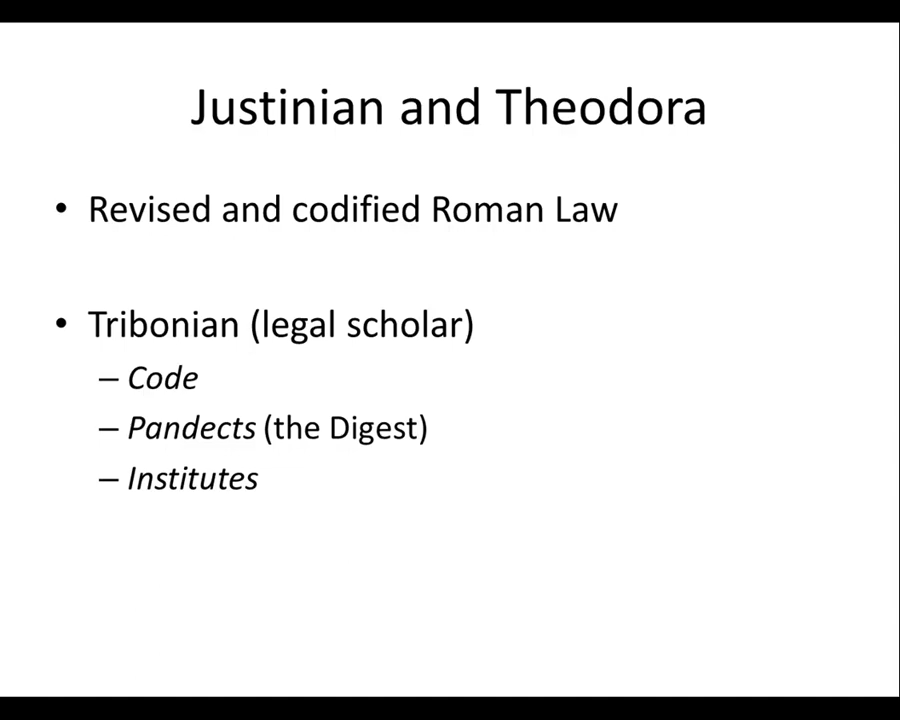 Justinian and Theodora
• Revised and codified Roman Law
• Tribonian (legal scholar)
– Code
– Pandects (the Digest)
– Institutes